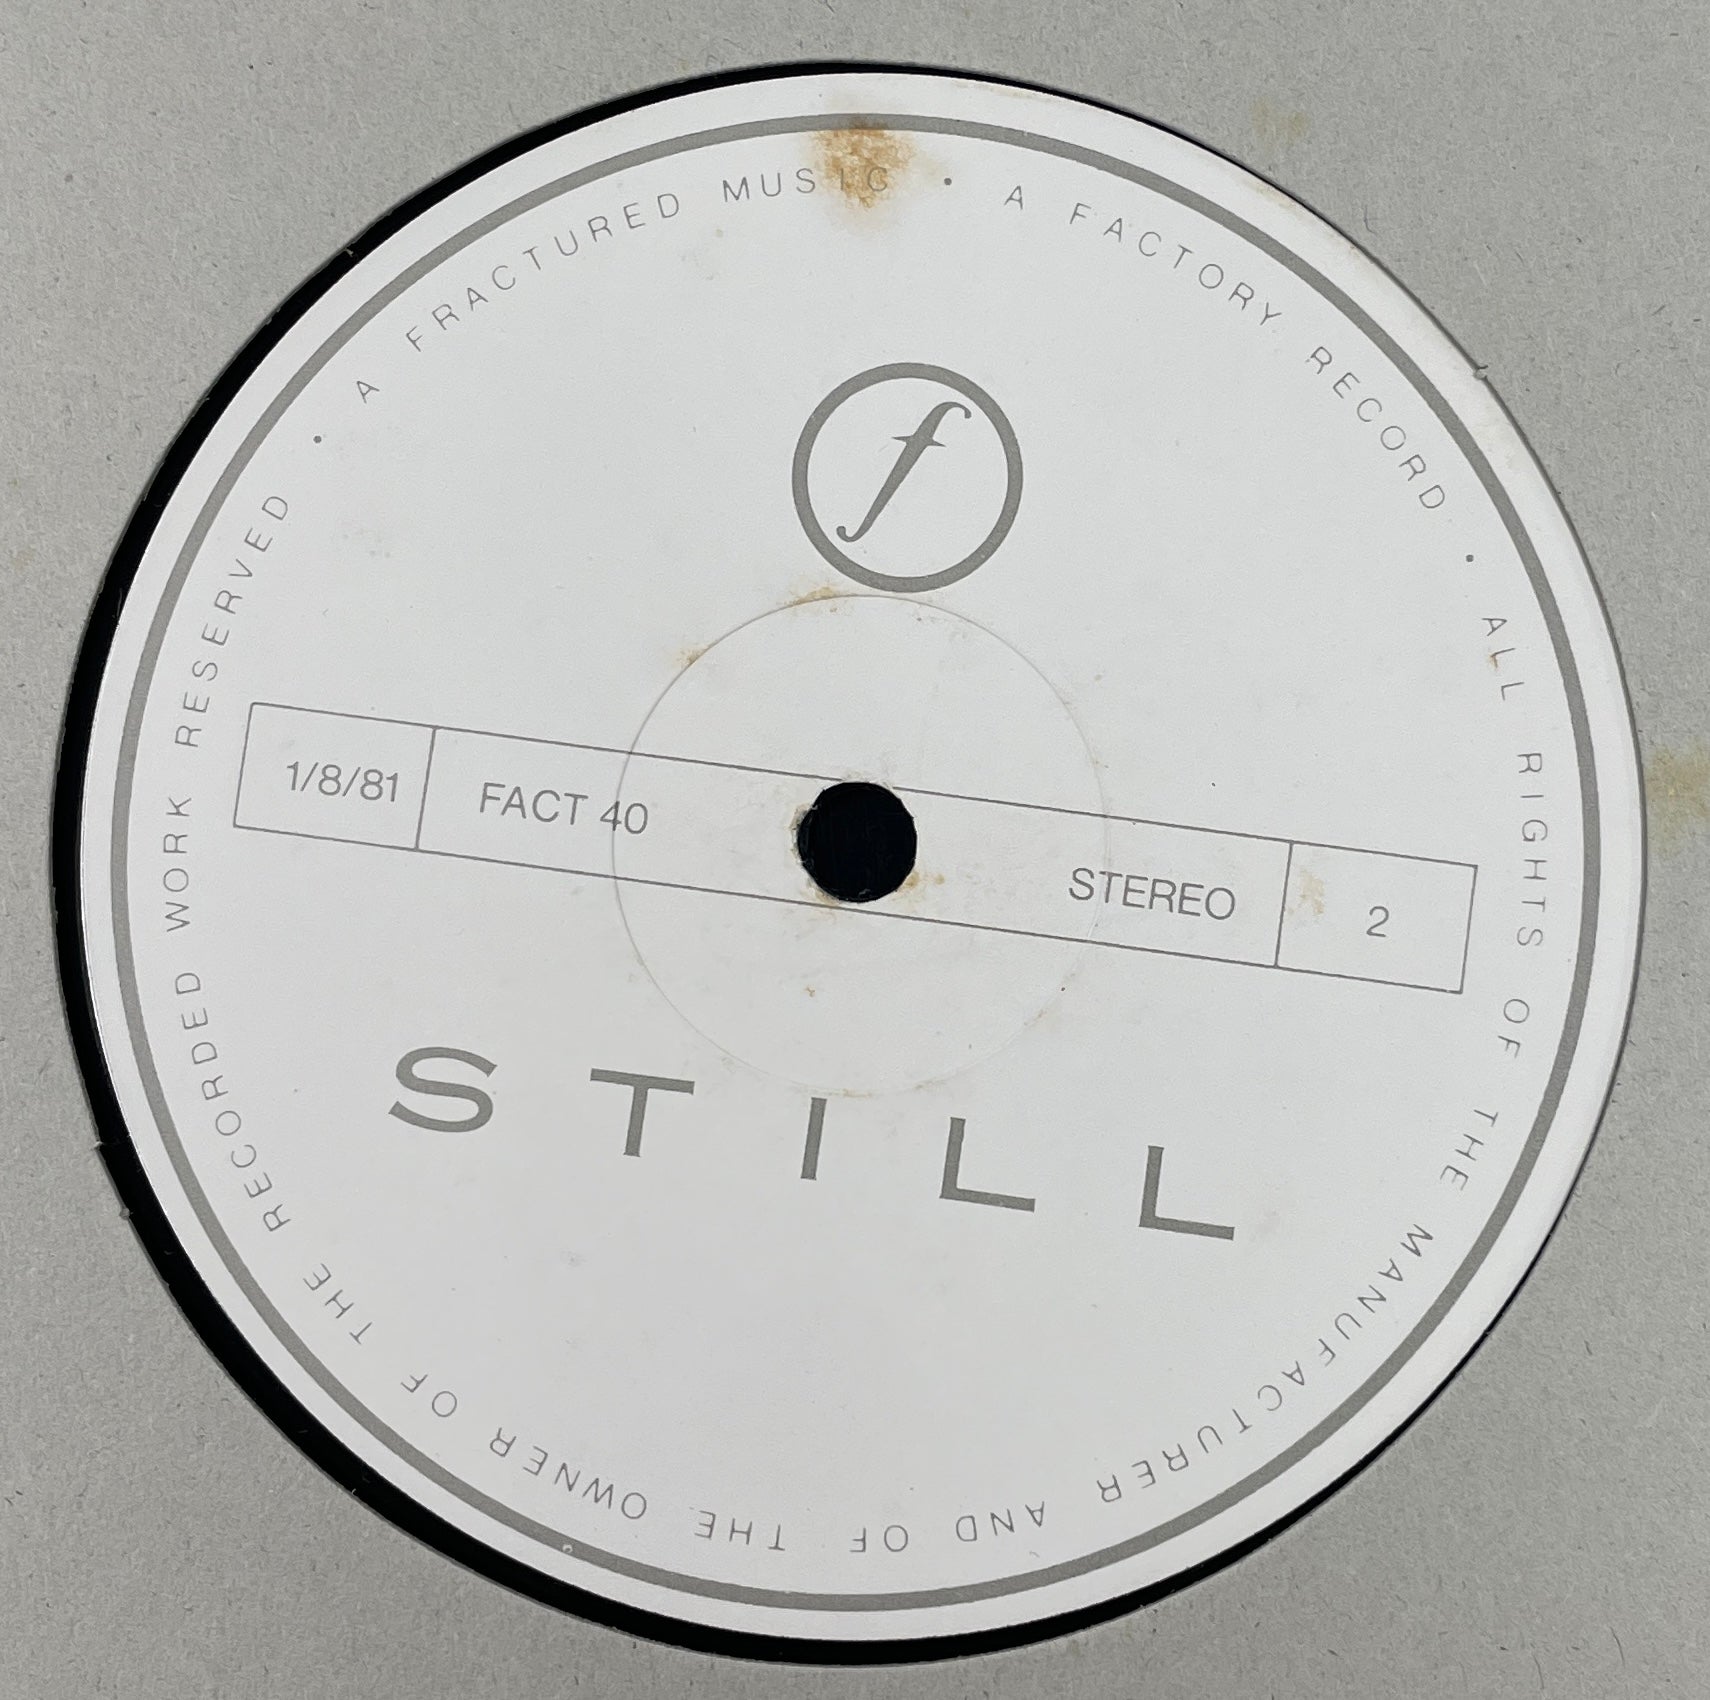 A FRACTURED MUSIC • A FACTORY RECORD • ALL RIGHTS OF THE MANUFACTURER AND OF THE OWNER OF THE RECORDED WORK RESERVED •
f
1/8/81 FACT 40 STEREO 2
STILL